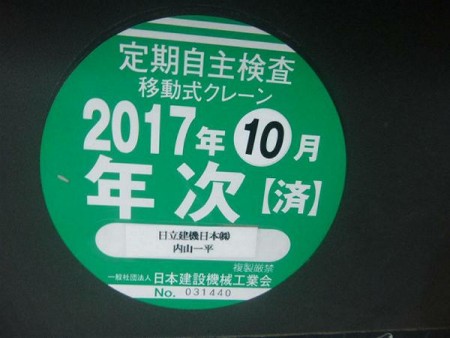 定期自主検査
移動式クレーン
2017年10月
年次【済】
日立建機日本㈱
内山一平
複製厳禁
一般社団法人 日本建設機械工業会
No. 031440